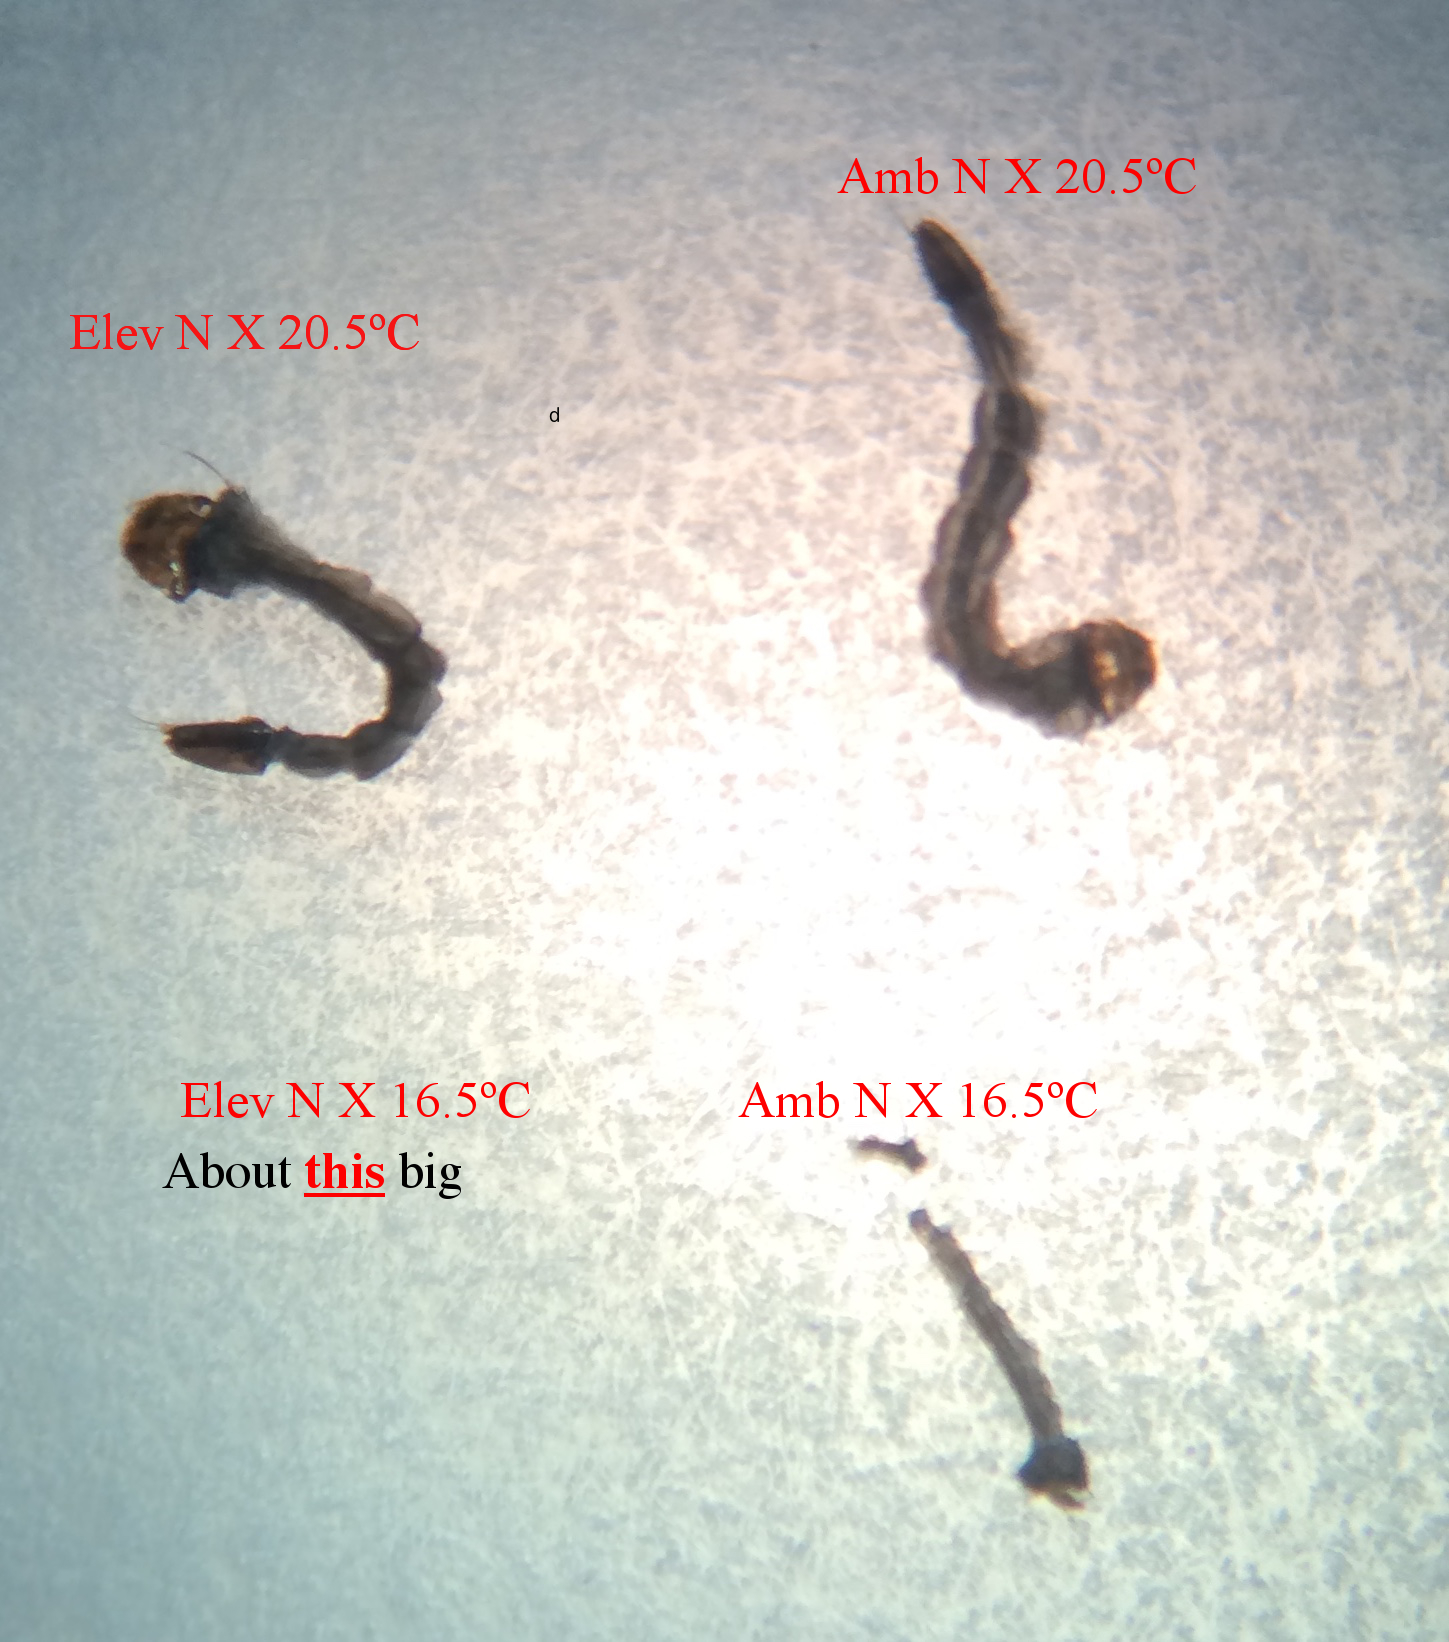 Amb N X 20.5ºC
Elev N X 20.5ºC
d
Elev N X 16.5ºC
Amb N X 16.5ºC
About this big